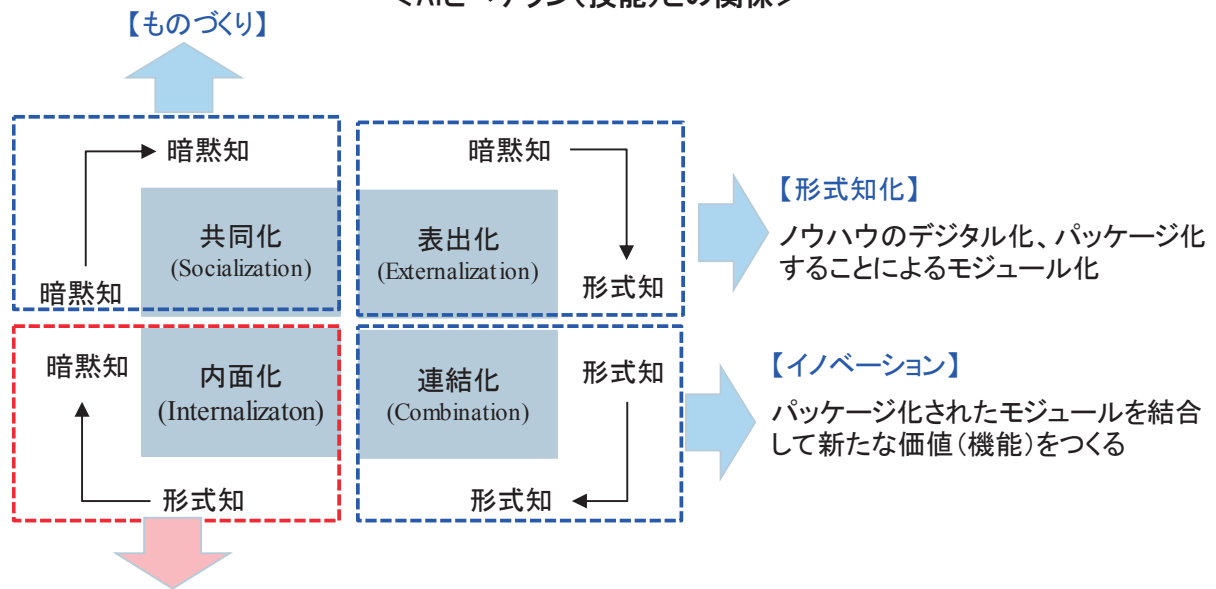 【ものづくり】
暗黙知
暗黙知
共同化
(Socialization)
暗黙知
暗黙知
表出化
(Externalization)
形式知
【形式知化】
ノウハウのデジタル化、パッケージ化
することによるモジュール化
暗黙知
内面化
(Internalizaton)
形式知
形式知
連結化
(Combination)
形式知
【イノベーション】
パッケージ化されたモジュールを結合
して新たな価値（機能）をつくる